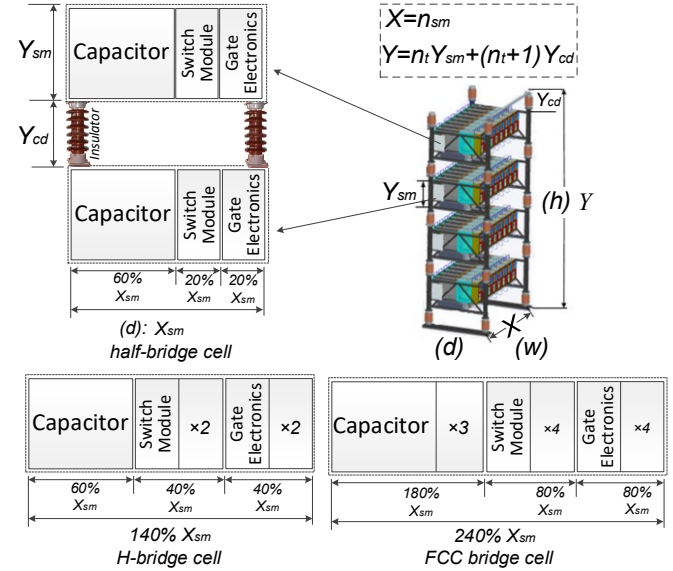 Capacitor
Switch
Module
Gate
Electronics
Ysm
Ycd
Insulator
Capacitor
Switch
Module
Gate
Electronics
60%
Xsm
20%
Xsm
20%
Xsm
(d): Xsm
half-bridge cell
X=nsm
Y=ntYsm+(nt+1)Ycd
Ycd
Ysm
(h) Y
X
(d)
(w)
Capacitor
Switch
Module
×2
Gate
Electronics
×2
60%
Xsm
40%
Xsm
40%
Xsm
140% Xsm
H-bridge cell
Capacitor
×3
Switch
Module
×4
Gate
Electronics
×4
180%
Xsm
80%
Xsm
80%
Xsm
240% Xsm
FCC bridge cell